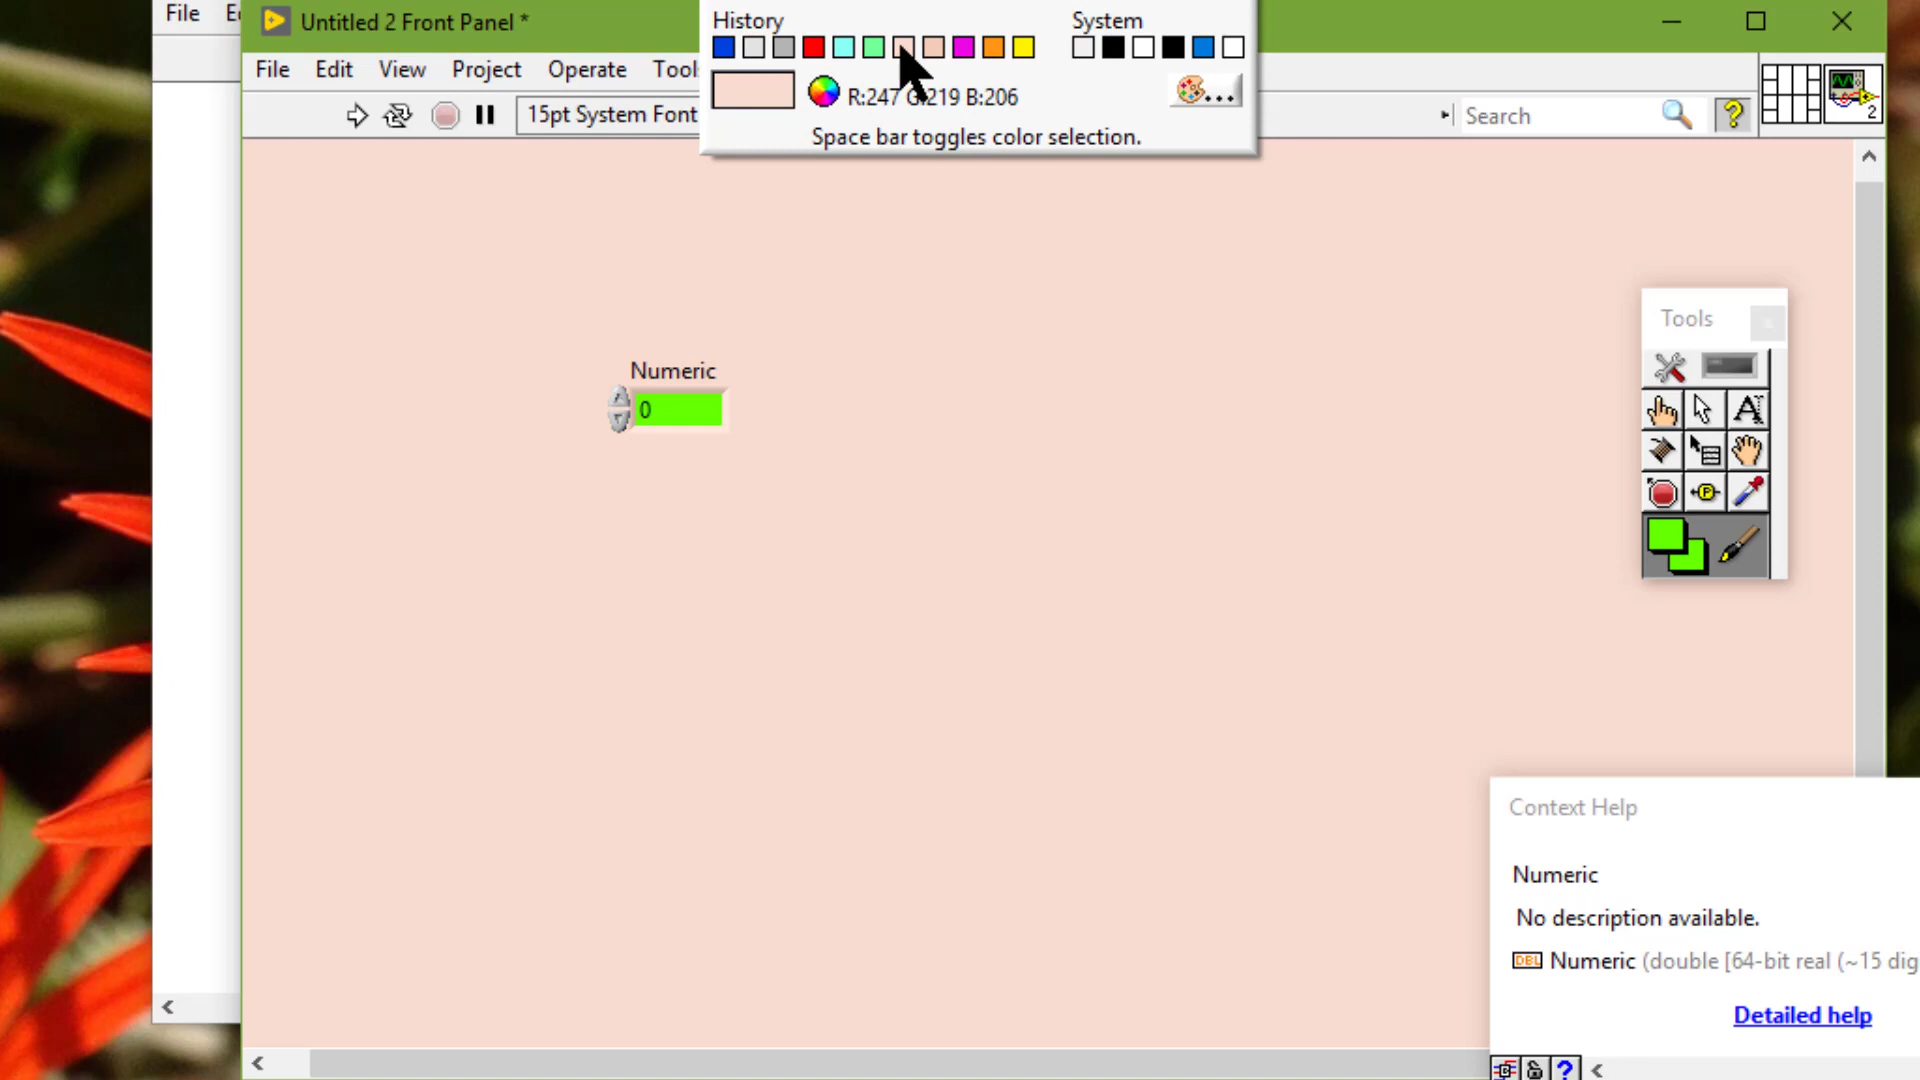 File
Untitled 2 Front Panel *
File Edit View Project Operate
15pt System Font
History System
R:247 G:219 B:206
Space bar toggles color selection.
Search
2
Numeric
0
Tools
Context Help
Numeric
No description available.
DBL Numeric (double [64-bit real (~15 dig
Detailed help